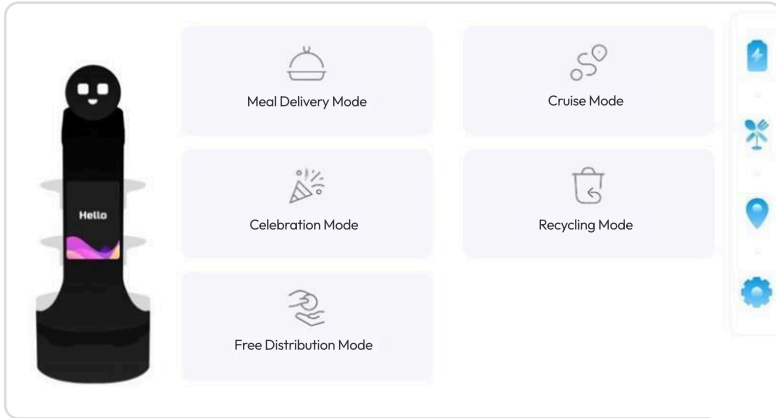 Meal Delivery Mode
Cruise Mode
Hello
Celebration Mode
Recycling Mode
Free Distribution Mode